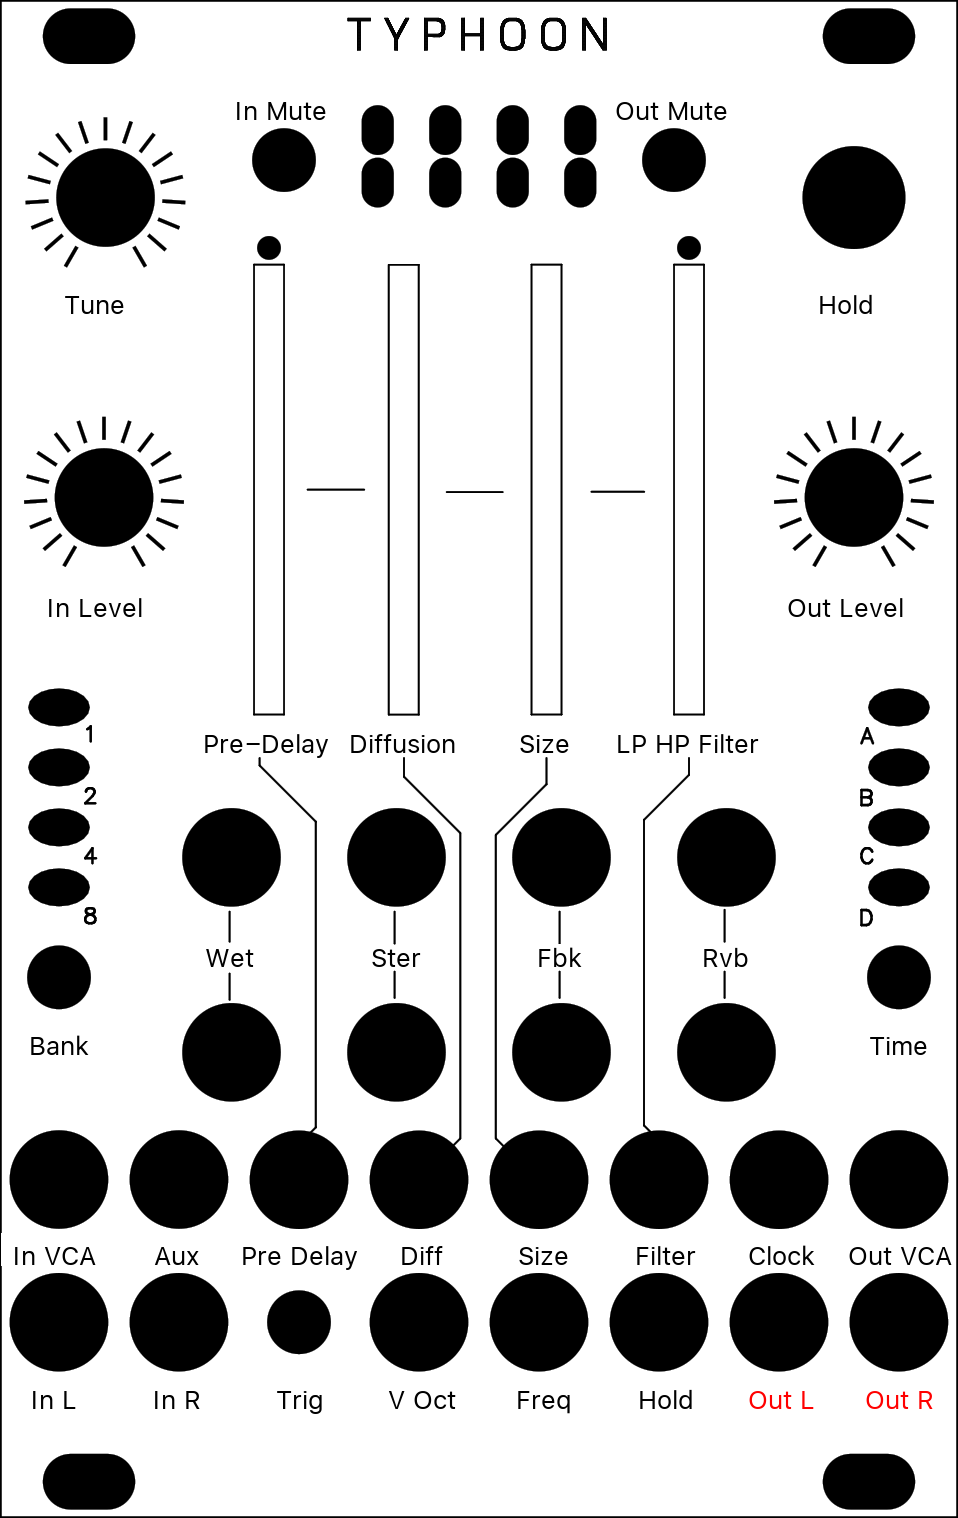 TYPHOON
In Mute
Out Mute
Tune
Hold
In Level
Out Level
1
2
4
8
A
B
C
D
Pre-Delay Diffusion Size LP HP Filter
Wet Ster Fbk Rvb
Bank
Time
In VCA Aux Pre Delay Diff Size Filter Clock Out VCA
In L In R Trig V Oct Freq Hold Out L Out R